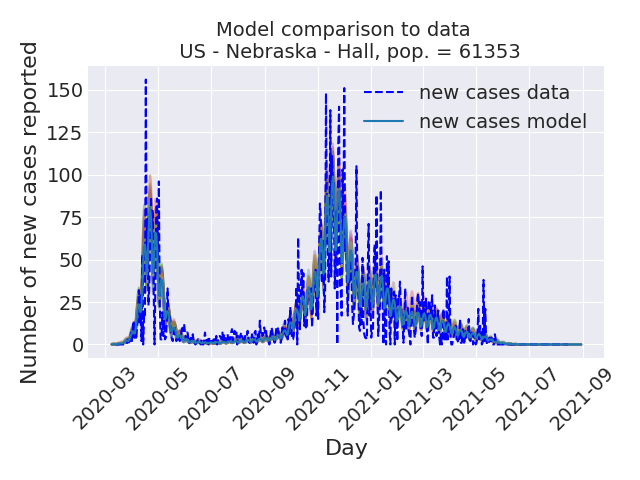 Model comparison to data
US - Nebraska - Hall, pop. = 61353
Number of new cases reported
150
125
100
75
50
25
0
new cases data
new cases model
2020-03
2020-05
2020-07
2020-09
2020-11
2021-01
2021-03
2021-05
2021-07
2021-09
Day